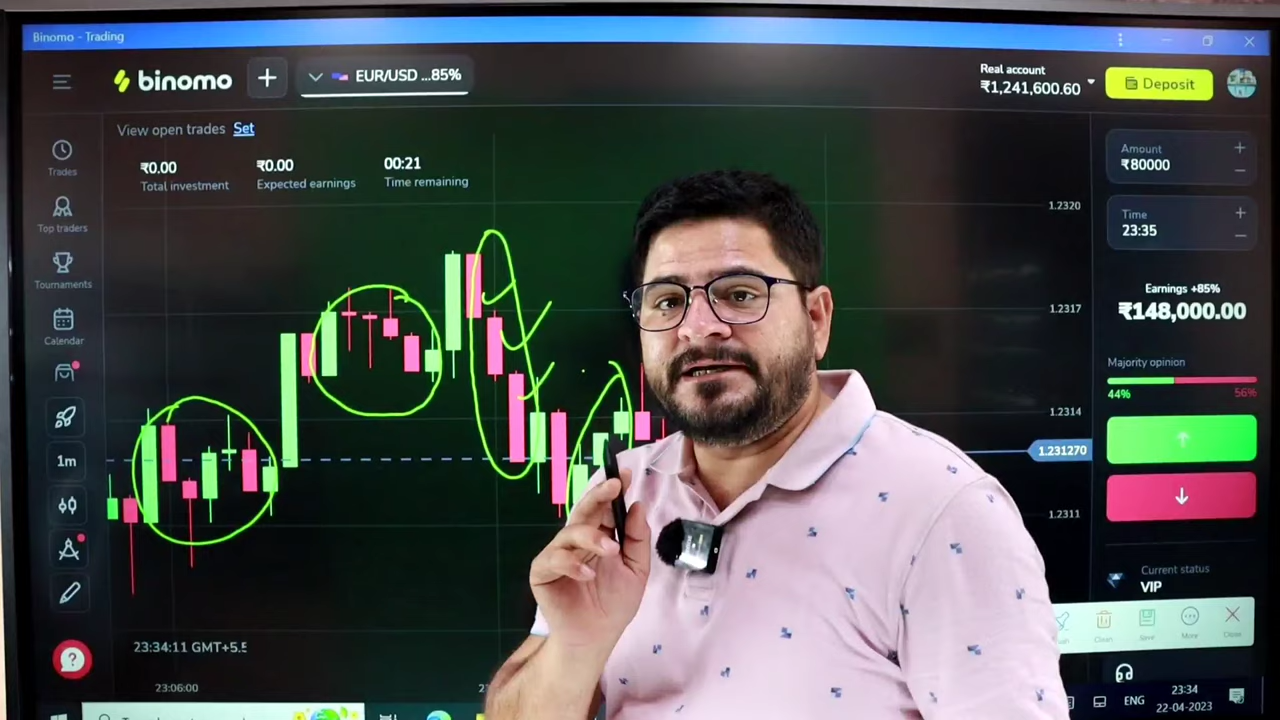 Binomo - Trading
binomo
EUR/USD ...85%
Real account
₹1,241,600.60
Deposit
View open trades Set
₹0.00
Total investment
₹0.00
Expected earnings
00:21
Time remaining
Trades
Top traders
Tournaments
Calendar
1m
1.2320
1.2317
1.2314
1.231270
1.2311
Amount
₹80000
Time
23:35
Earnings +85%
₹148,000.00
Majority opinion
44% 56%
Current status
VIP
Clean Save More Close
23:34:11 GMT+5.5
23:06:00
ENG
23:34
22-04-2023